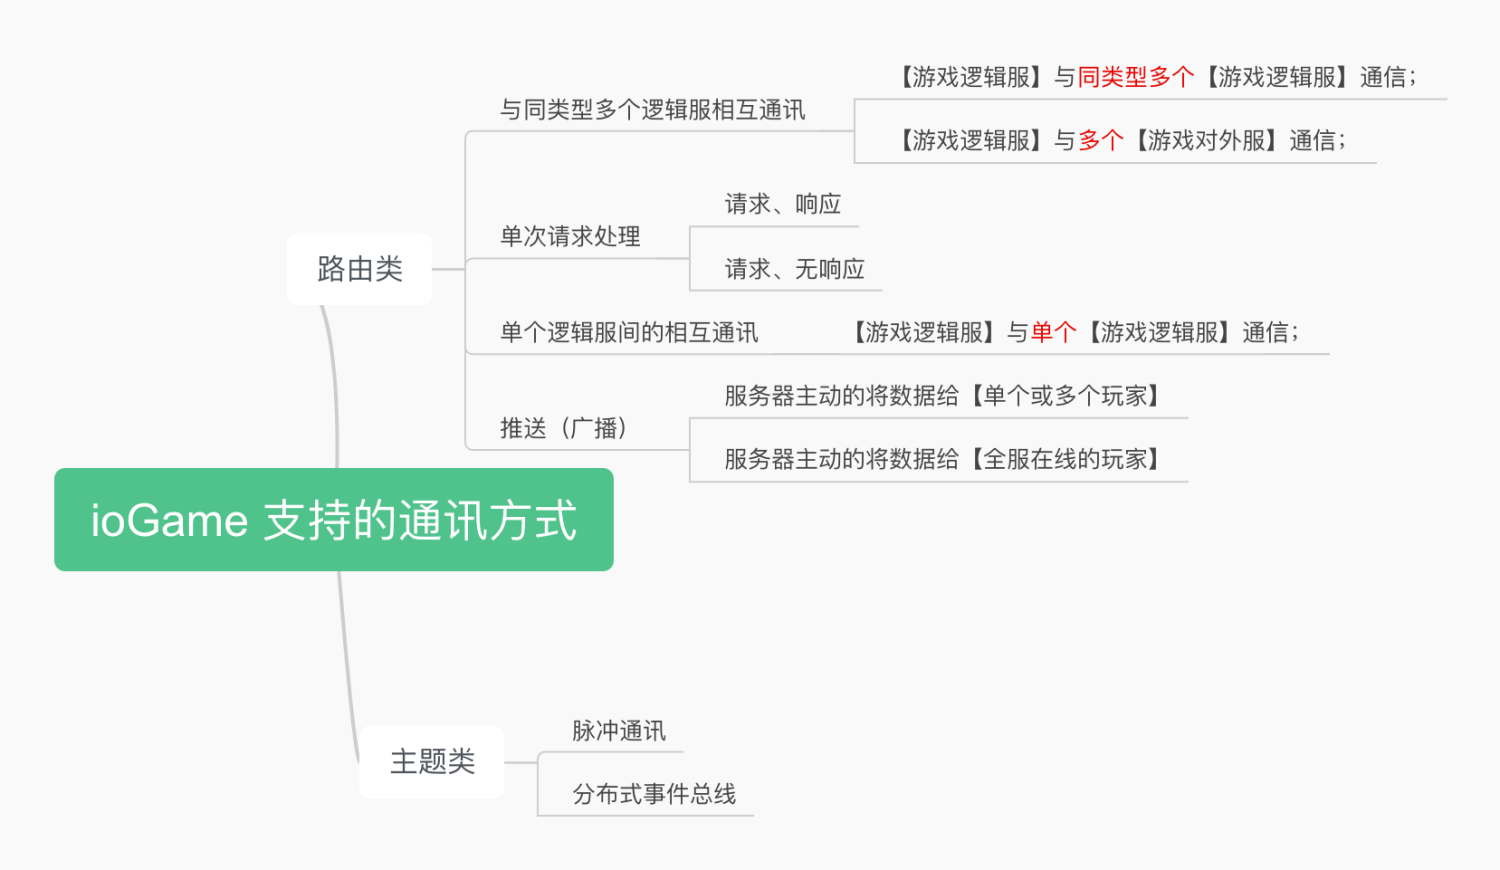 【游戏逻辑服】与同类型多个【游戏逻辑服】通信；
与同类型多个逻辑服相互通讯
【游戏逻辑服】与多个【游戏对外服】通信；
请求、响应
单次请求处理
路由类
请求、无响应
单个逻辑服间的相互通讯
【游戏逻辑服】与单个【游戏逻辑服】通信；
服务器主动的将数据给【单个或多个玩家】
推送（广播）
服务器主动的将数据给【全服在线的玩家】
ioGame 支持的通讯方式
脉冲通讯
主题类
分布式事件总线